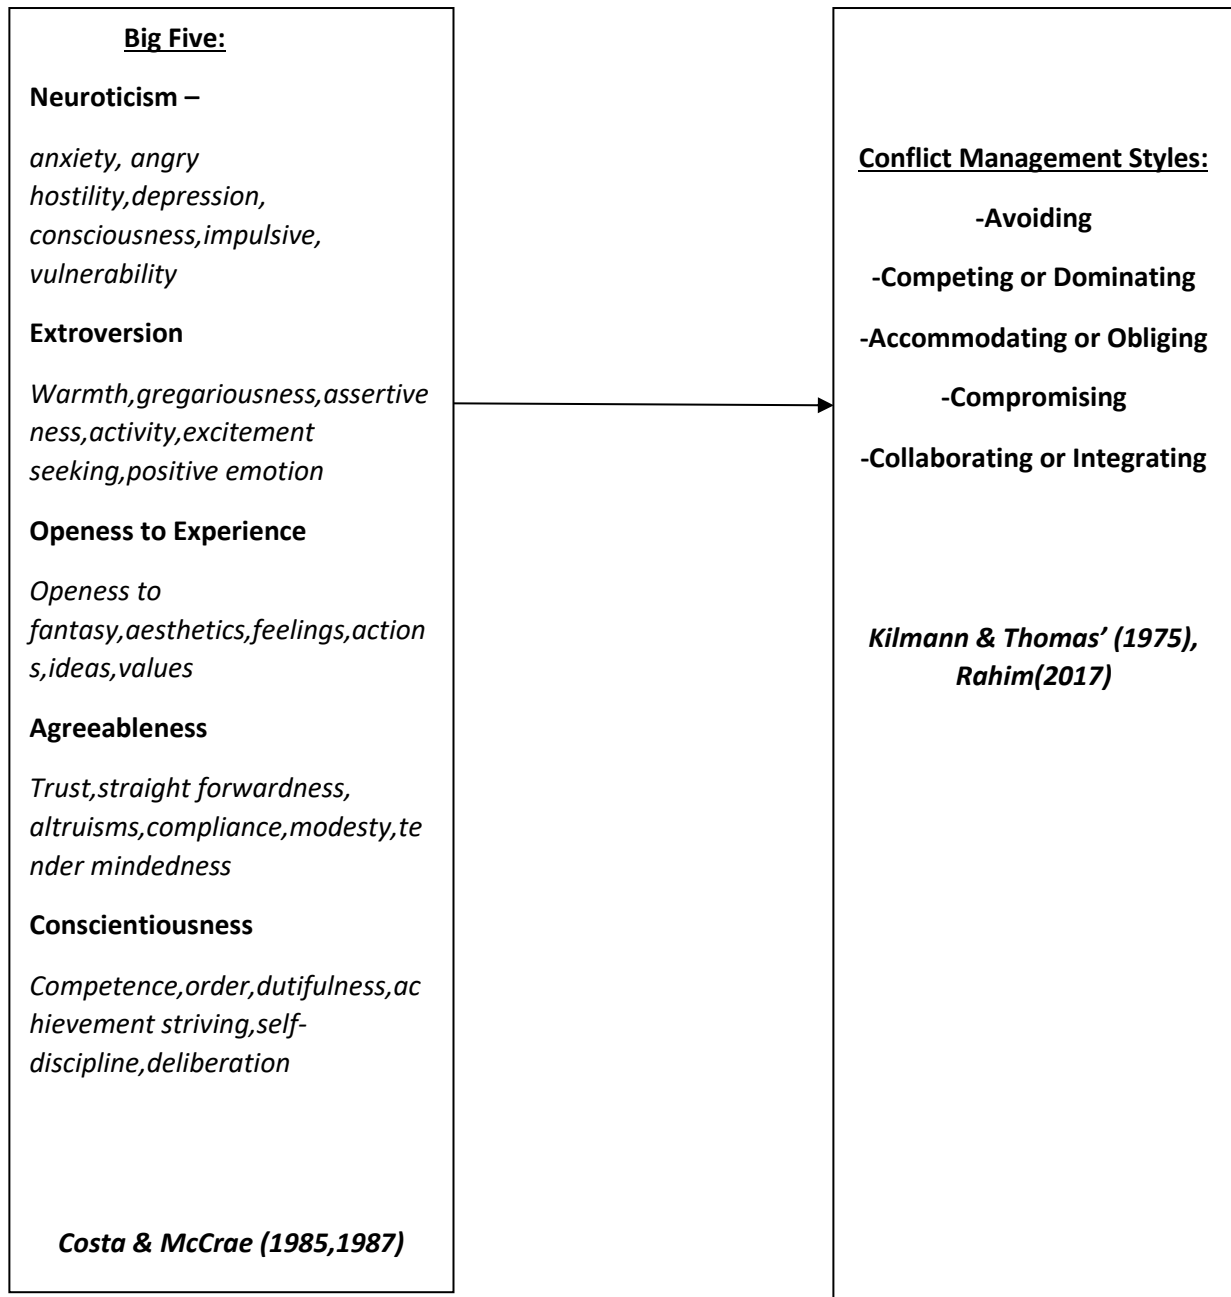 Big Five:
Neuroticism –
anxiety, angry
hostility,depression,
consciousness,impulsive,
vulnerability
Extroversion
Warmth,gregariousness,assertive
ness,activity,excitement
seeking,positive emotion
Openess to Experience
Openess to
fantasy,aesthetics,feelings,action
s,ideas,values
Agreeableness
Trust,straight forwardness,
altruisms,compliance,modesty,te
nder mindedness
Conscientiousness
Competence,order,dutifulness,ac
hievement striving,self-
discipline,deliberation
Costa & McCrae (1985,1987)
Conflict Management Styles:
-Avoiding
-Competing or Dominating
-Accommodating or Obliging
-Compromising
-Collaborating or Integrating
Kilmann & Thomas’ (1975),
Rahim(2017)